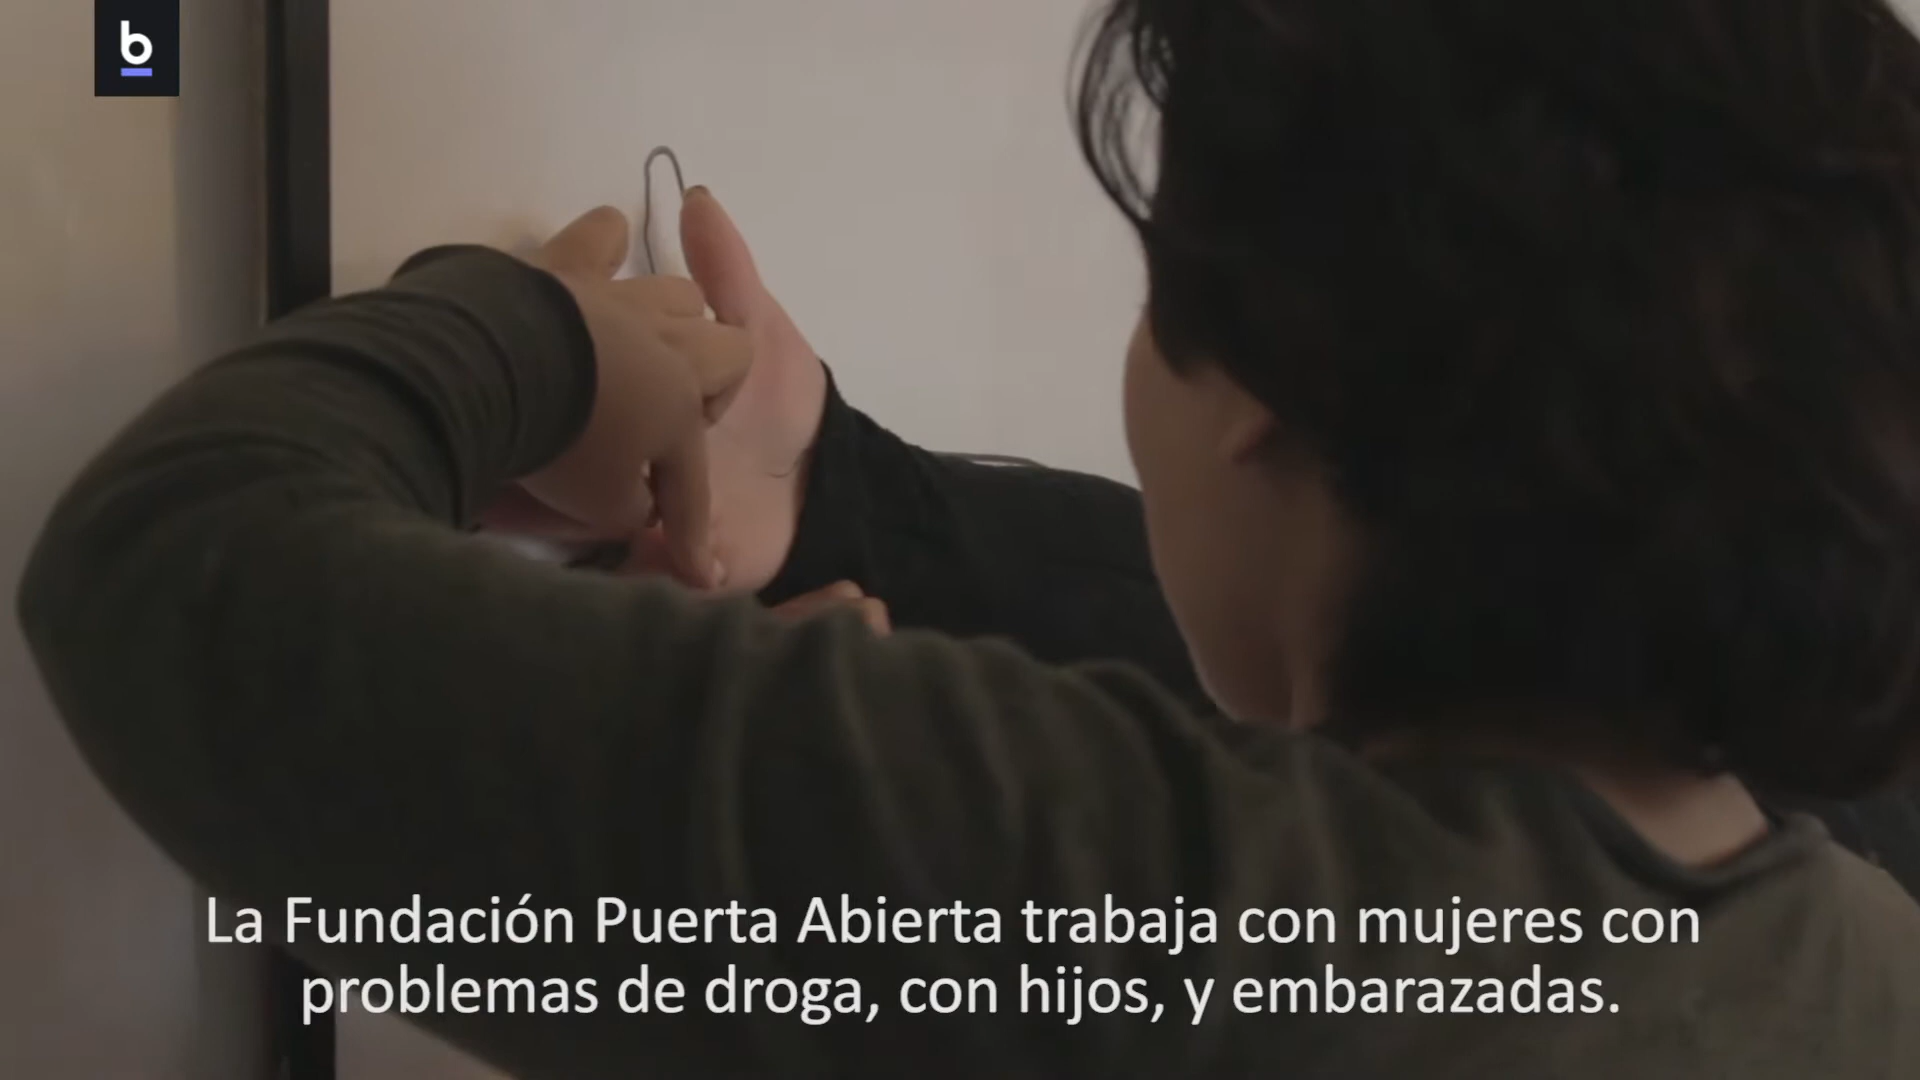 b
La Fundación Puerta Abierta trabaja con mujeres con
problemas de droga, con hijos, y embarazadas.